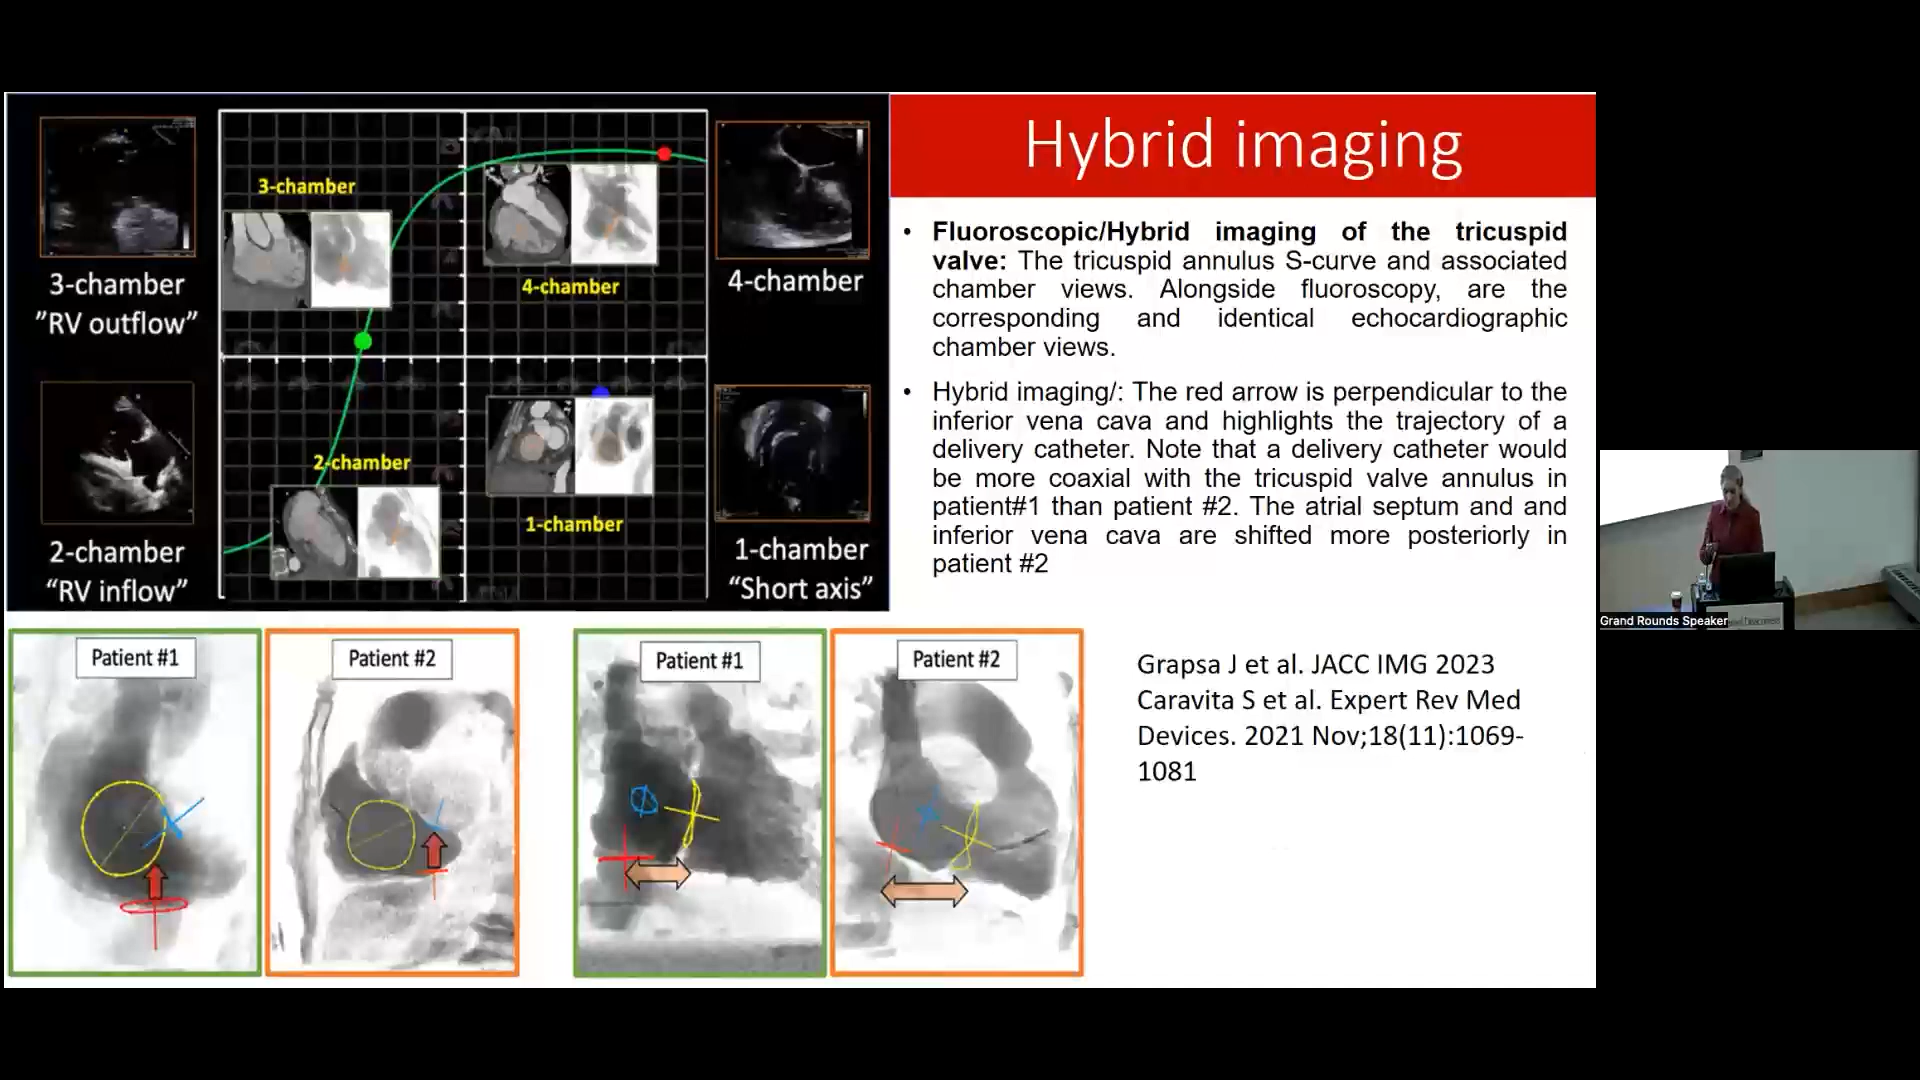 Hybrid imaging
3-chamber
"RV outflow"
3-chamber
4-chamber
4-chamber
2-chamber
"RV inflow"
2-chamber
1-chamber
1-chamber
"Short axis"
• Fluoroscopic/Hybrid imaging of the tricuspid
valve: The tricuspid annulus S-curve and associated
chamber views. Alongside fluoroscopy, are the
corresponding and identical echocardiographic
chamber views.
• Hybrid imaging/: The red arrow is perpendicular to the
inferior vena cava and highlights the trajectory of a
delivery catheter. Note that a delivery catheter would
be more coaxial with the tricuspid valve annulus in
patient#1 than patient #2. The atrial septum and and
inferior vena cava are shifted more posteriorly in
patient #2
Patient #1
Patient #2
Patient #1
Patient #2
Grapsa J et al. JACC IMG 2023
Caravita S et al. Expert Rev Med
Devices. 2021 Nov;18(11):1069-
1081
Grand Rounds Speaker